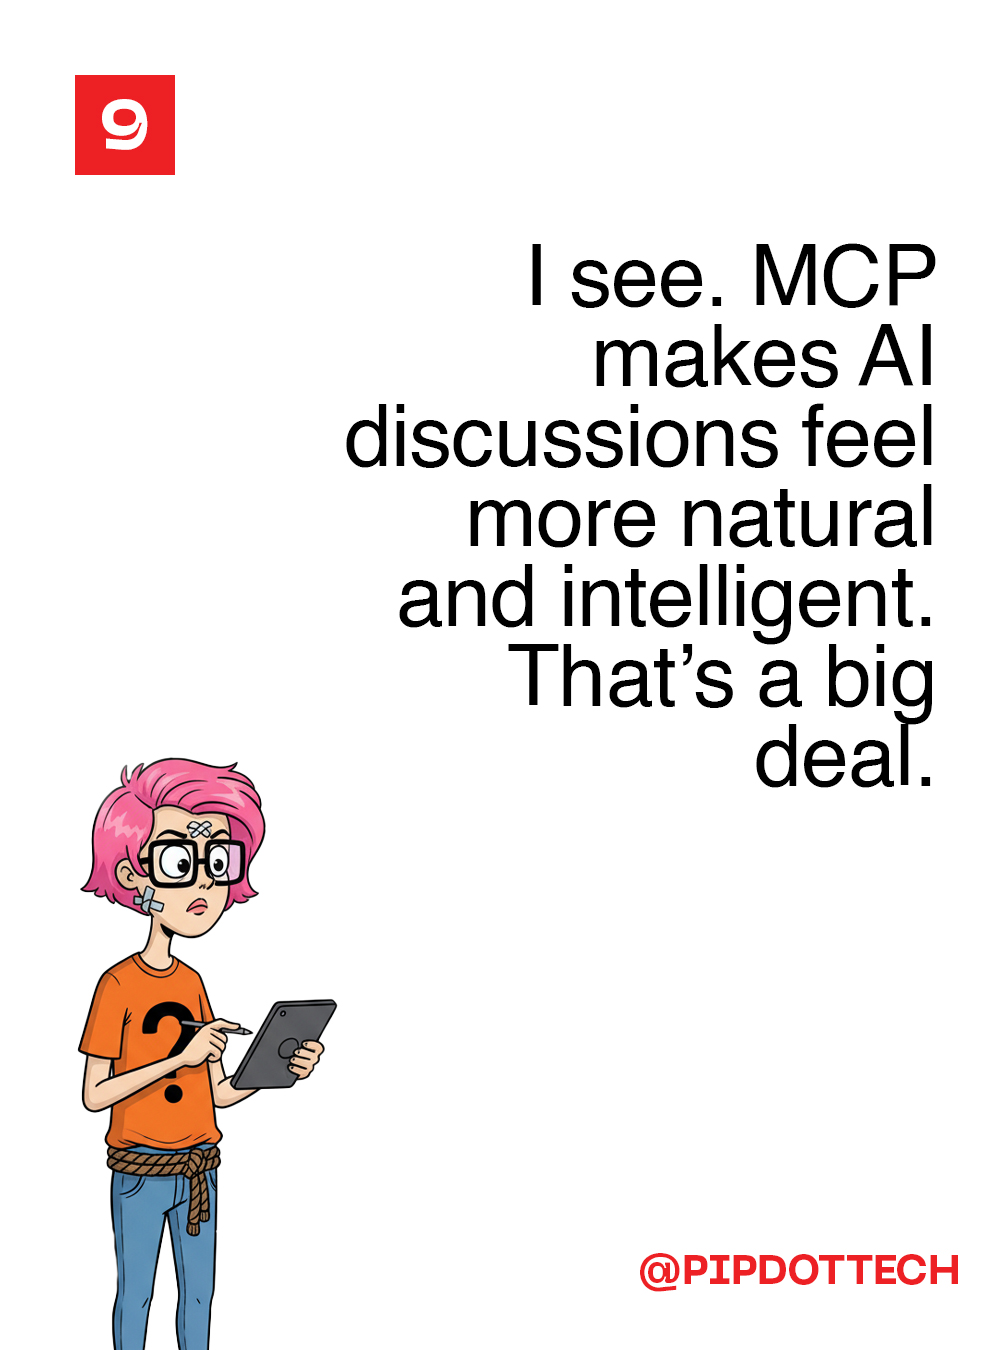 9
I see. MCP
makes AI
discussions feel
more natural
and intelligent.
That’s a big
deal.
?
@PIPDOTTECH